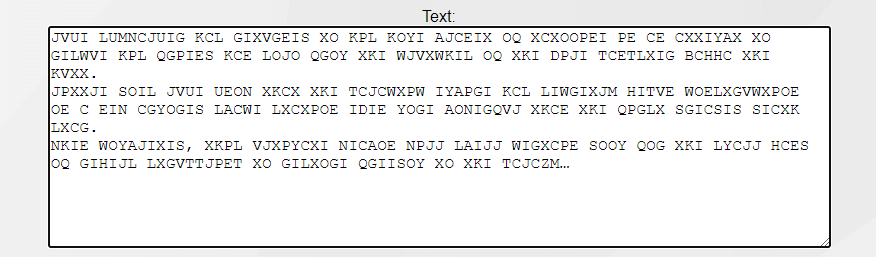 Text:
JVUI LUMNCJUIG KCL GIXVGEIS XO KPL KOYI AJCEIX OQ XCXOOPEI PE CE CXXIYAX XO
GILWVI KPL QGPIES KCE LOJO QGOY XKI WJVXWKIL OQ XKI DPJI TCETLXIG BCHHC XKI
KVXX.
JPXXJI SOIL JVUI UEON XKCX XKI TCJCWXPW IYAPGI KCL LIWGIXJM HITVE WOELXGVWXPOE
OE C EIN CGYOGIS LACWI LXCXPOE IDIE YOGI AONIGQVJ XKCE XKI QPGLX SGICSIS SICXK
LXCG.
NKIE WOYAJIXIS, XKPL VJXPYCXI NICAOE NPJJ LAIJJ WIGXCPE SOOY QOG XKI LYCJJ HCES
OQ GIHIJL LXGVTTJPET XO GILXOGI QGIISOY XO XKI TCJCZM…